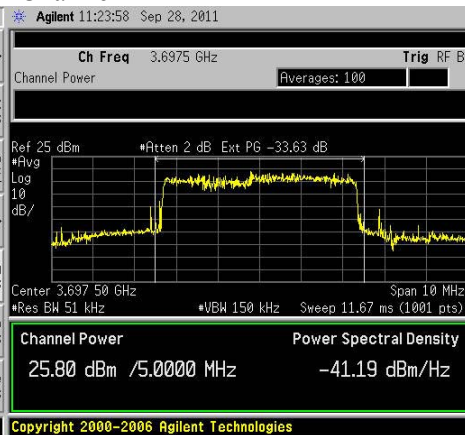 Agilent 11:23:58 Sep 28, 2011
Ch Freq 3.6975 GHz Trig RF B
Channel Power Averages: 100
Ref 25 dBm #Atten 2 dB Ext PG -33.63 dB
#Avg
Log
10
dB/
Center 3.697 50 GHz Span 10 MHz
#Res BW 51 kHz #VBW 150 kHz Sweep 11.67 ms (1001 pts)
Channel Power Power Spectral Density
25.80 dBm /5.0000 MHz -41.19 dBm/Hz
Copyright 2000-2006 Agilent Technologies